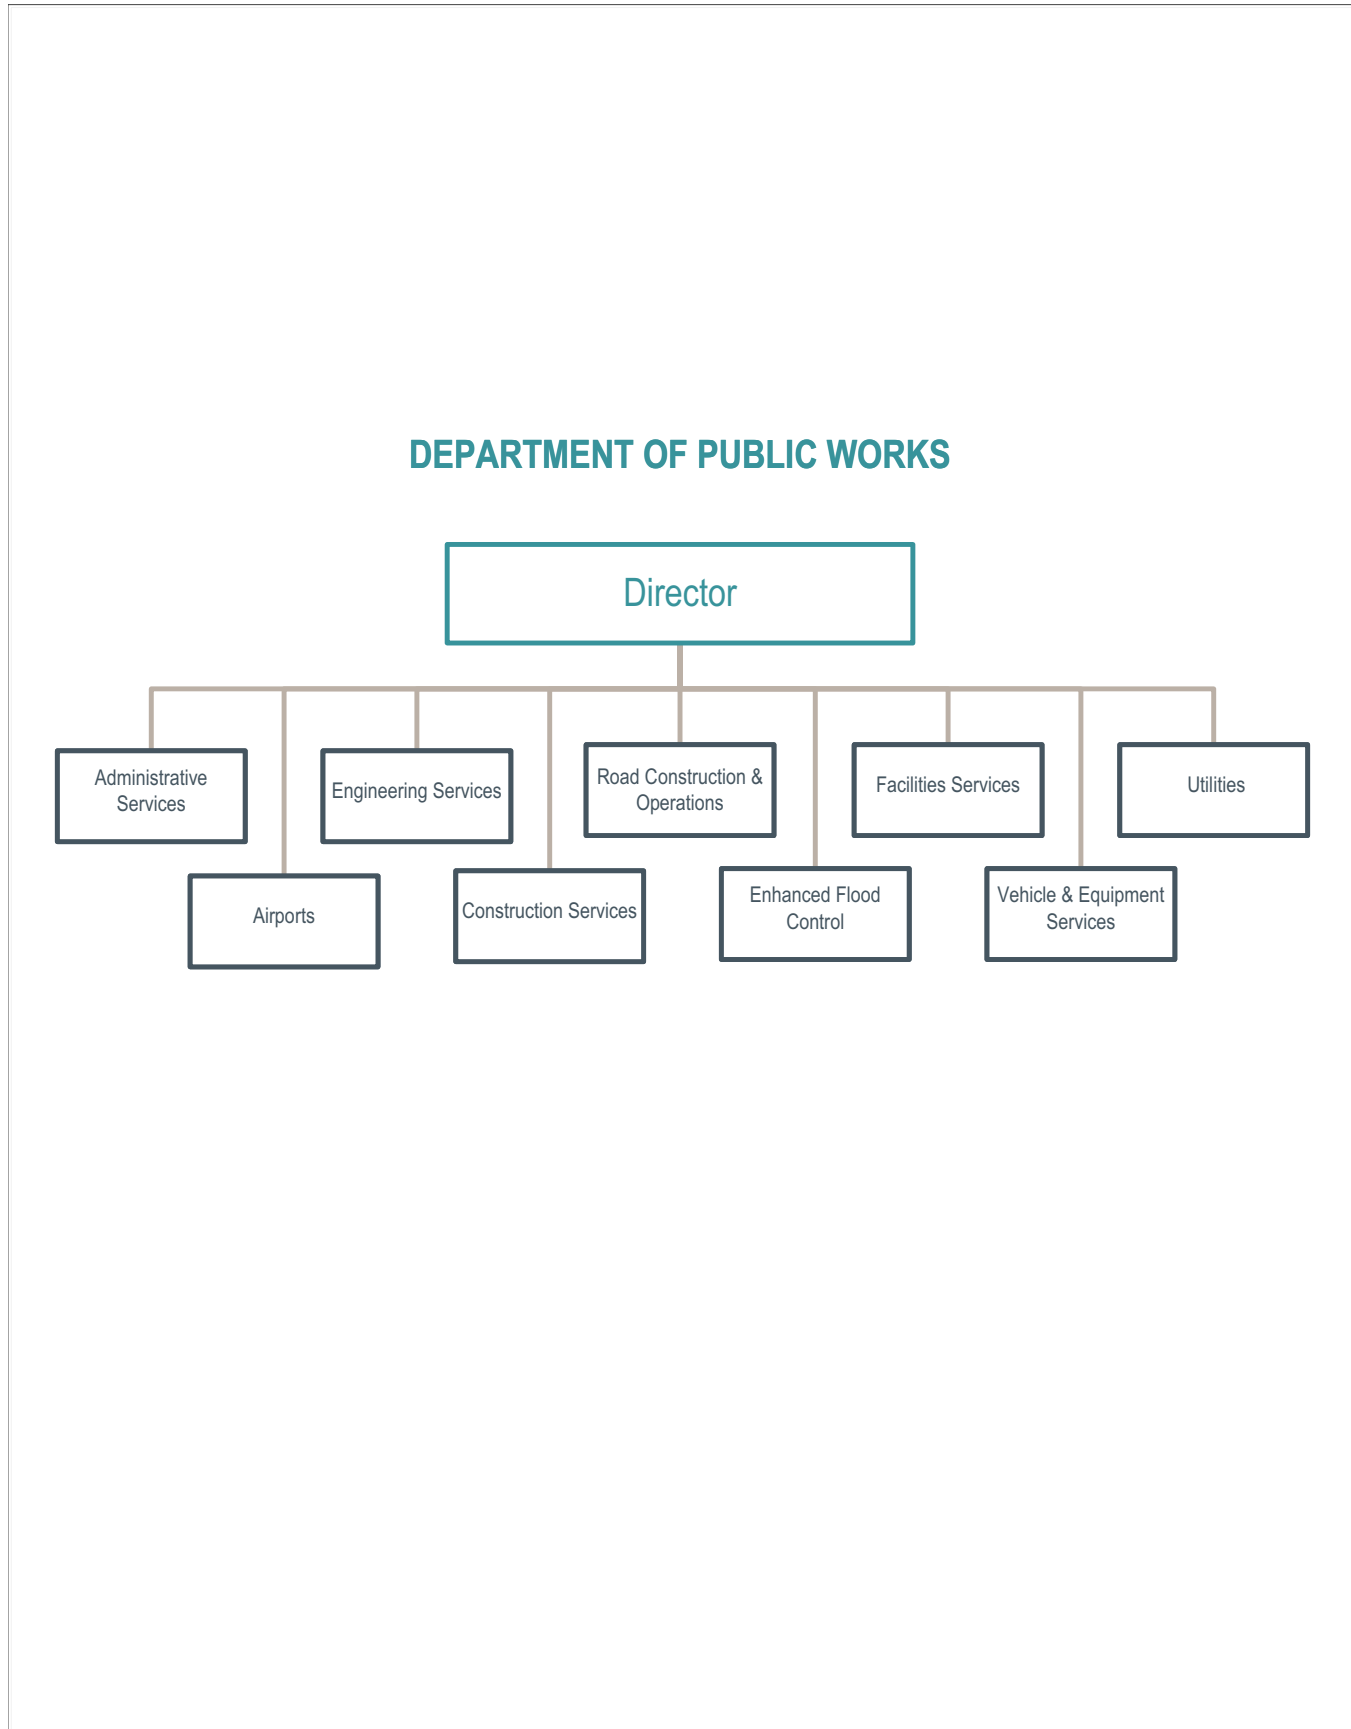 DEPARTMENT OF PUBLIC WORKS
Director
Administrative
Services
Engineering Services
Road Construction &
Operations
Facilities Services
Utilities
Airports
Construction Services
Enhanced Flood
Control
Vehicle & Equipment
Services